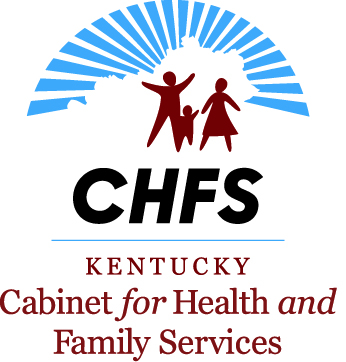 CHFS
KENTUCKY
Cabinet for Health and
Family Services